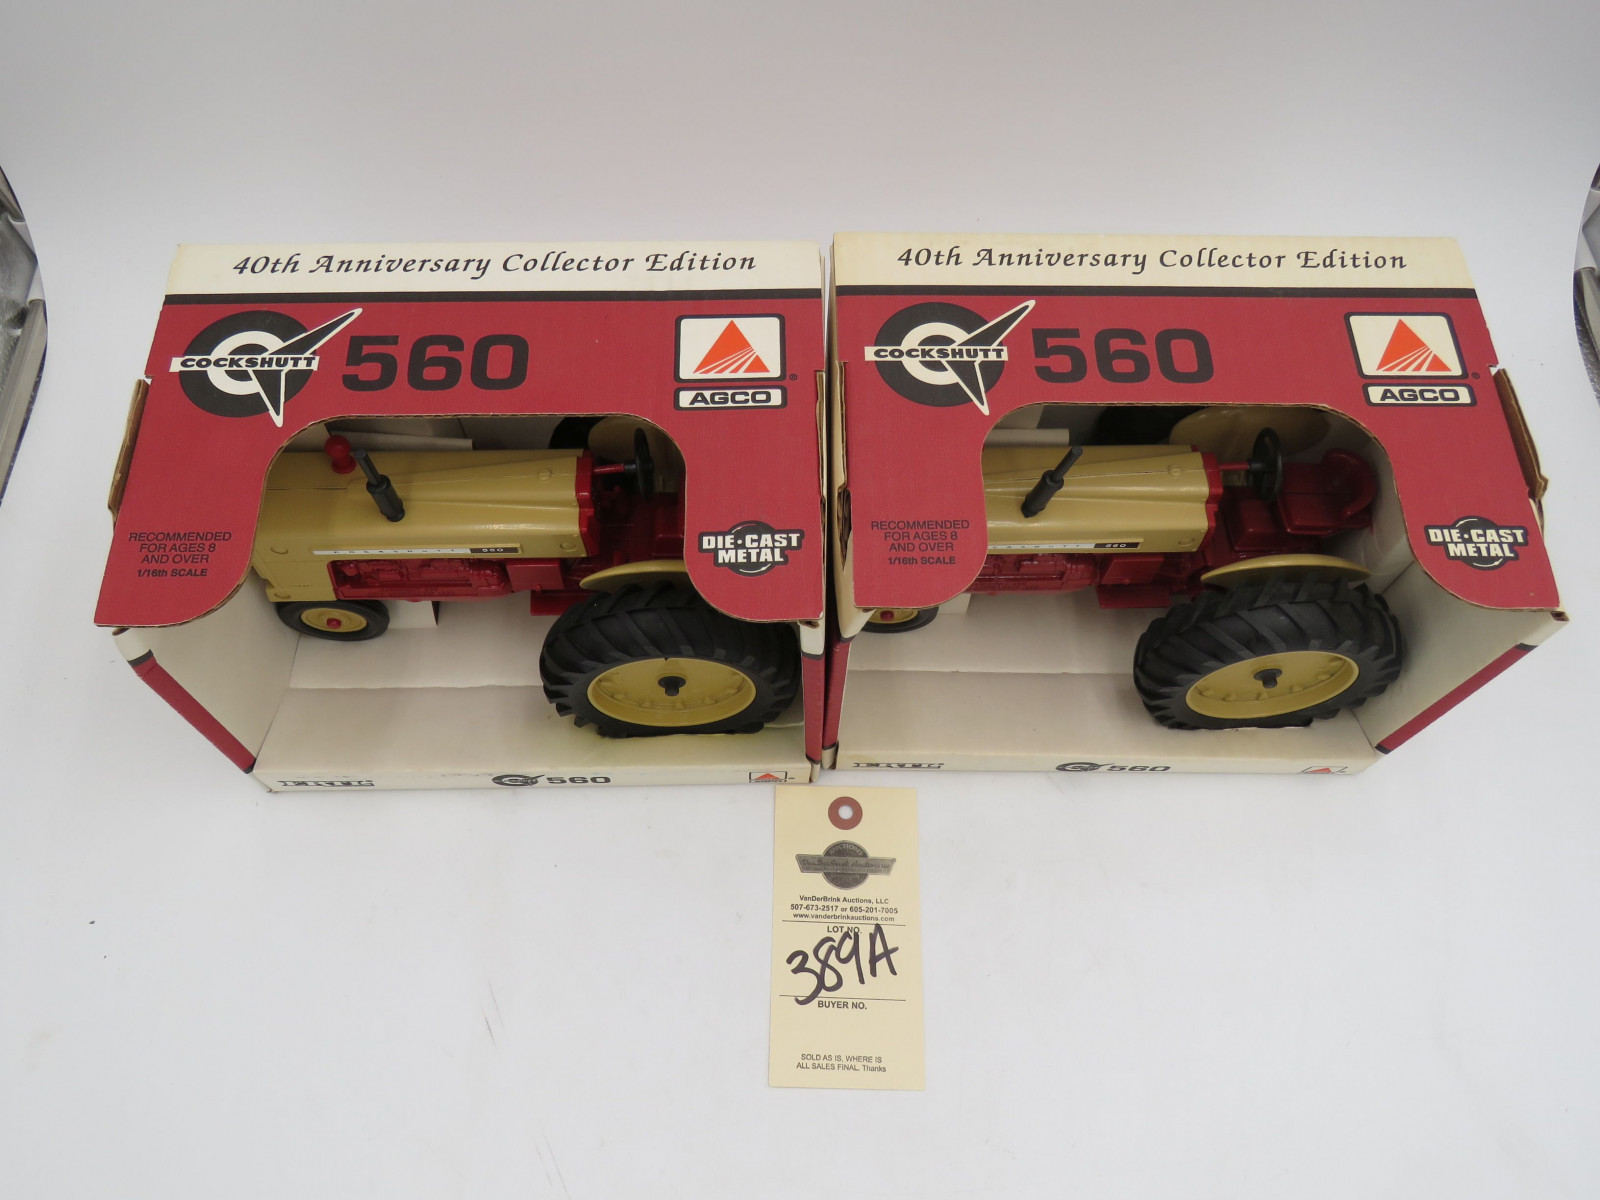 40th Anniversary Collector Edition
COCKSHUTT
560
AGCO
RECOMMENDED
FOR AGES 8
AND OVER
1/16th SCALE
DIE-CAST
METAL
COCKSHUTT 560
ERTL
560
AGCO
40th Anniversary Collector Edition
COCKSHUTT
560
AGCO
RECOMMENDED
FOR AGES 8
AND OVER
1/16th SCALE
DIE-CAST
METAL
560
ERTL
560
VanDerBrink Auctions, LLC
507-673-2517 or 605-201-7005
www.vanderbrinkauctions.com
LOT NO.
389A
BUYER NO.
SOLD AS IS, WHERE IS
ALL SALES FINAL. Thanks